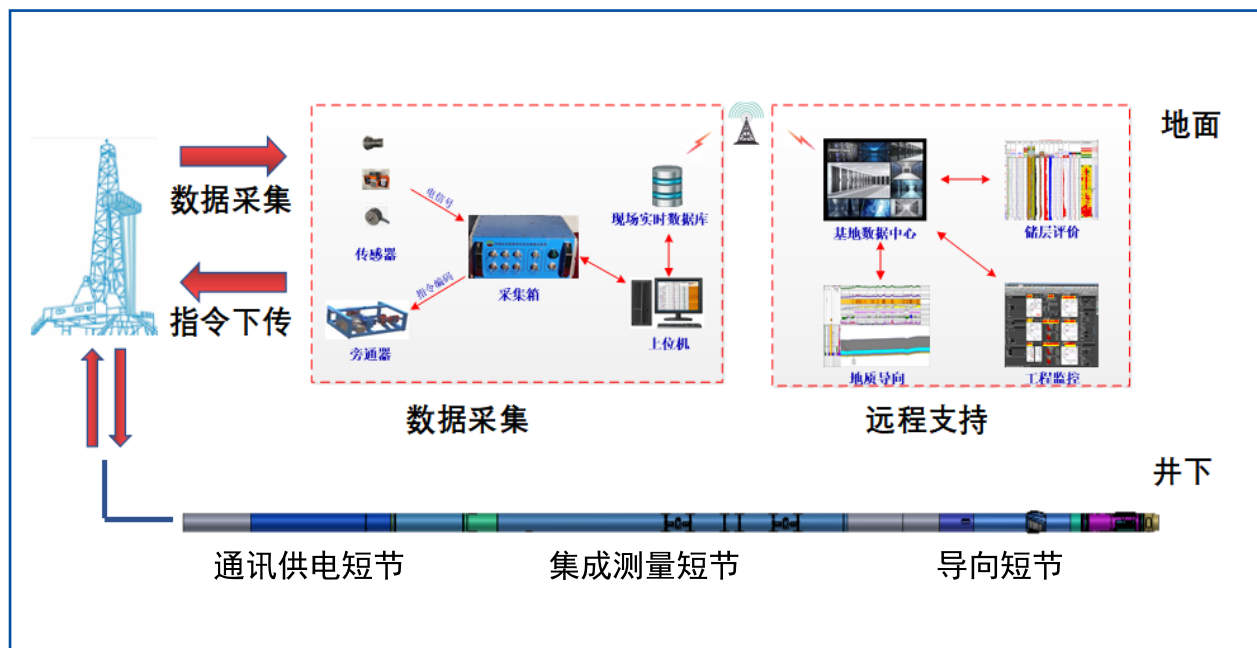 地面
数据采集
指令下传
电信号
传感器
采集箱
指令编码
旁通器
现场实时数据库
上位机
数据采集
基地数据中心
储层评价
地质导向
工程监控
远程支持
井下
通讯供电短节
集成测量短节
导向短节